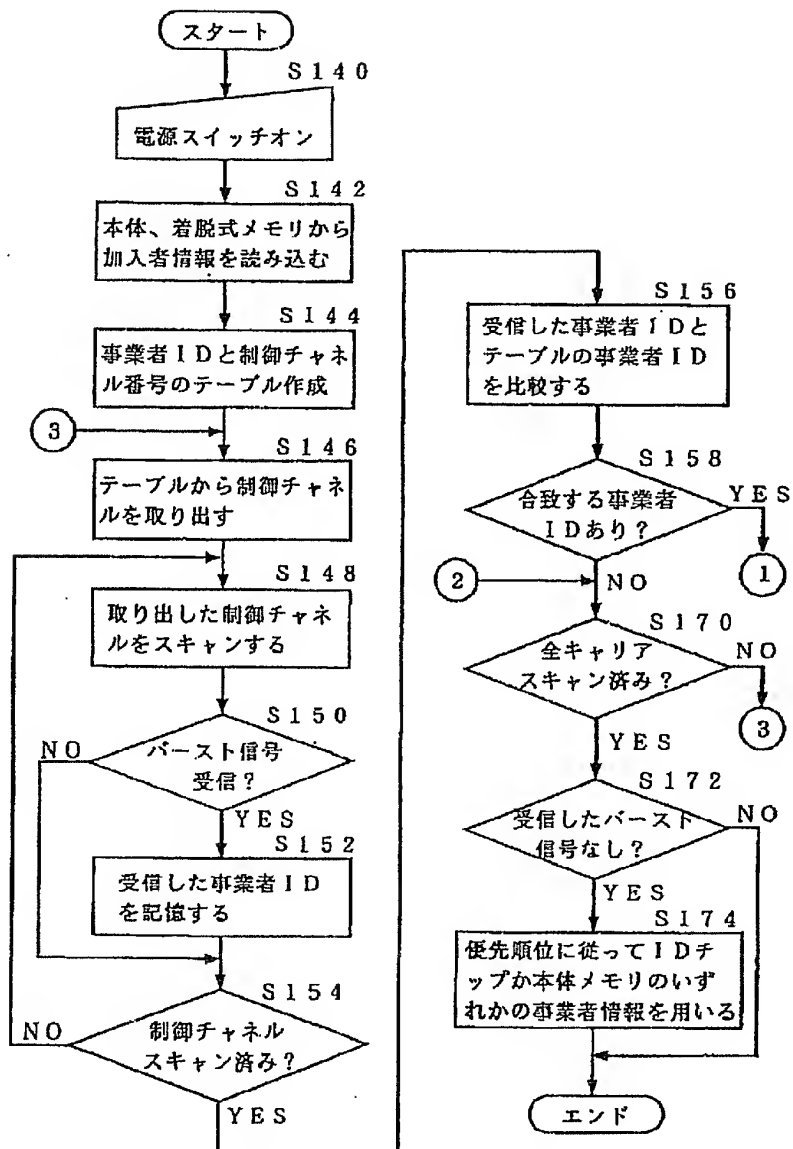 スタート
S140
電源スイッチオン
S142
本体、着脱式メモリから
加入者情報を読み込む
S144
事業者IDと制御チャネ
ル番号のテーブル作成
3
S146
テーブルから制御チャネ
ルを取り出す
S148
取り出した制御チャネ
ルをスキャンする
S150
NO
バースト信号
受信？
YES
S152
受信した事業者ID
を記憶する
S154
NO
制御チャネル
スキャン済み？
YES
S156
受信した事業者IDと
テーブルの事業者ID
を比較する
S158
合致する事業者
IDあり？
YES
1
2
NO
S170
全キャリア
スキャン済み？
NO
3
YES
S172
受信したバースト
信号なし？
NO
YES
S174
優先順位に従ってIDチ
ップか本体メモリのいず
れかの事業者情報を用いる
エンド